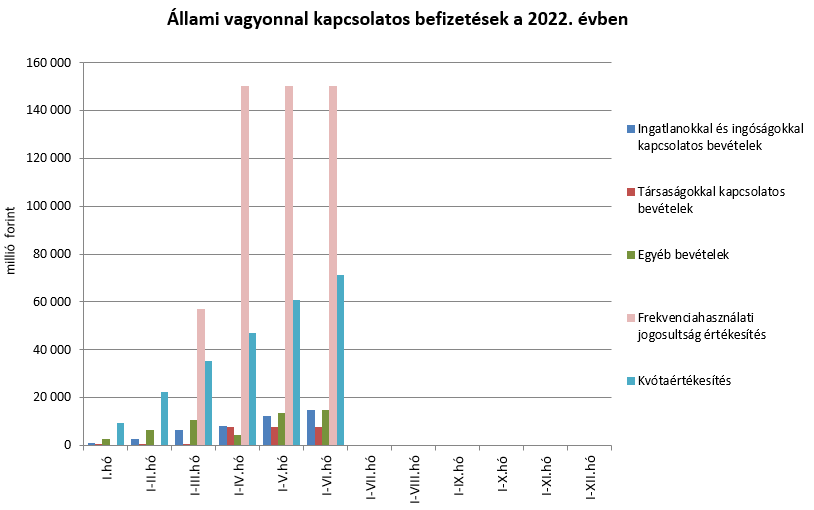 Állami vagyonnal kapcsolatos befizetések a 2022. évben
millió forint
160 000
140 000
120 000
100 000
80 000
60 000
40 000
20 000
0
I.hó
I-II.hó
I-III.hó
I-IV.hó
I-V.hó
I-VI.hó
I-VII.hó
I-VIII.hó
I-IX.hó
I-X.hó
I-XI.hó
I-XII.hó
Ingatlanokkal és ingóságokkal
kapcsolatos bevételek
Társaságokkal kapcsolatos
bevételek
Egyéb bevételek
Frekvenciahasználati
jogosultság értékesítés
Kvótaértékesítés